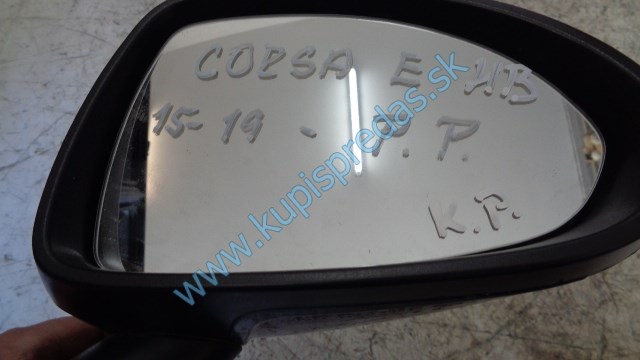 CORSA E HB
15-19 - P.P.
K.P.
www.kupispredas.sk